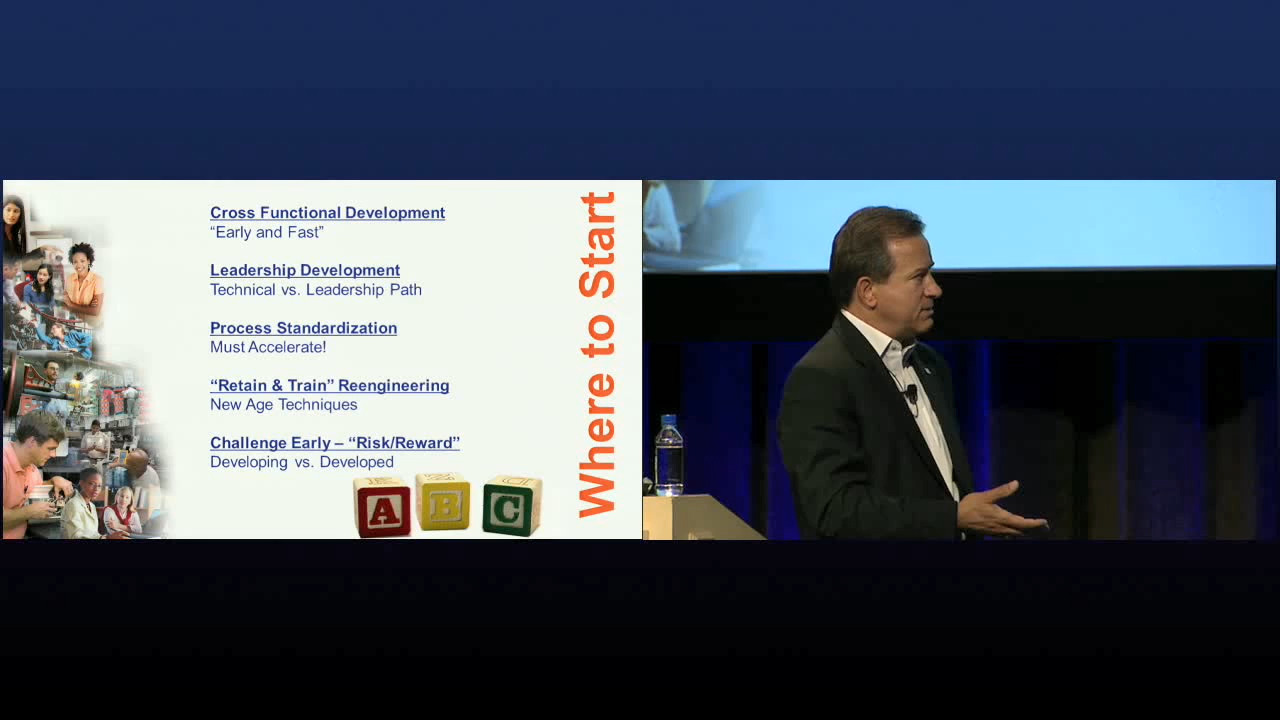 Cross Functional Development
“Early and Fast”
Leadership Development
Technical vs. Leadership Path
Process Standardization
Must Accelerate!
“Retain & Train” Reengineering
New Age Techniques
Challenge Early – “Risk/Reward”
Developing vs. Developed
A B C
Where to Start